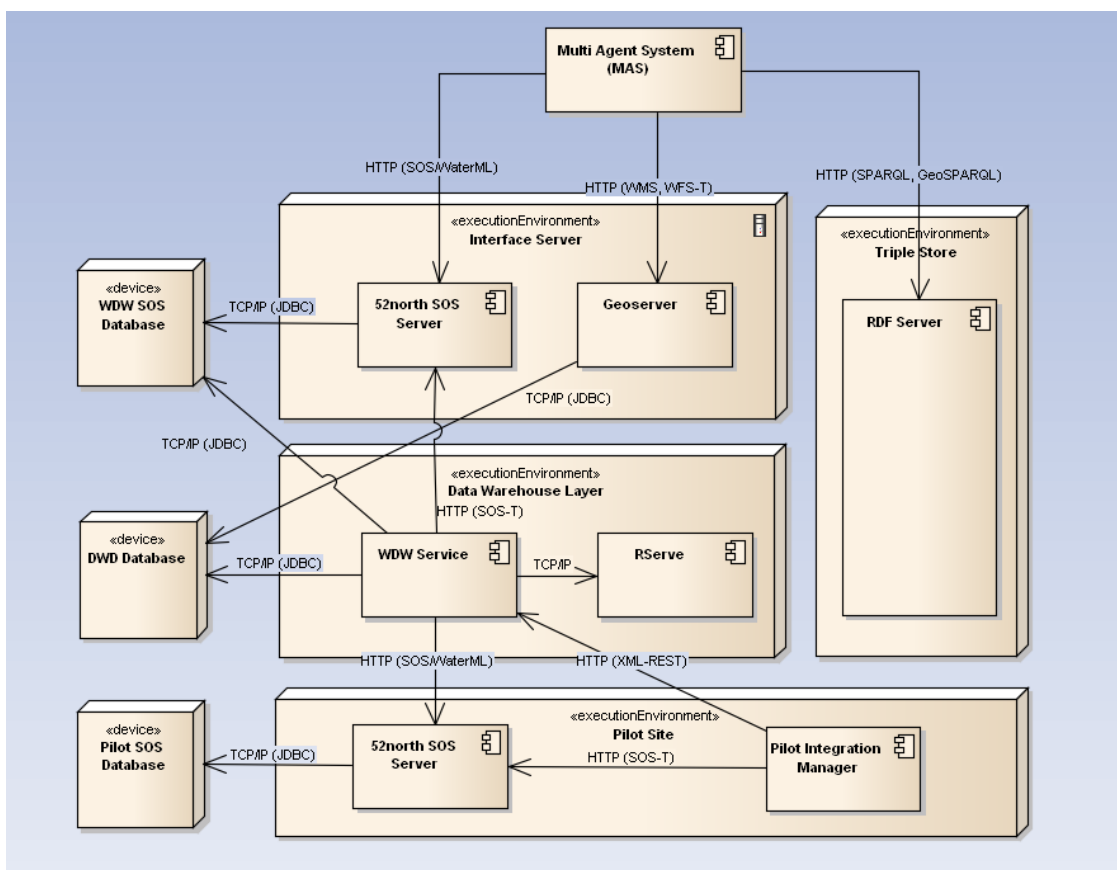 Multi Agent System
(MAS)
HTTP (SOS/WaterML)
HTTP (WMS, WFS-T)
HTTP (SPARQL, GeoSPARQL)
«executionEnvironment»
Interface Server
«executionEnvironment»
Triple Store
«device»
WDW SOS
Database
TCP/IP (JDBC)
52north SOS
Server
Geoserver
RDF Server
TCP/IP (JDBC)
TCP/IP (JDBC)
«executionEnvironment»
Data Warehouse Layer
HTTP (SOS-T)
«device»
DWD Database
TCP/IP (JDBC)
WDW Service
TCP/IP
RServe
HTTP (SOS/WaterML)
HTTP (XML-REST)
«executionEnvironment»
Pilot Site
«device»
Pilot SOS
Database
TCP/IP (JDBC)
52north SOS
Server
HTTP (SOS-T)
Pilot Integration
Manager